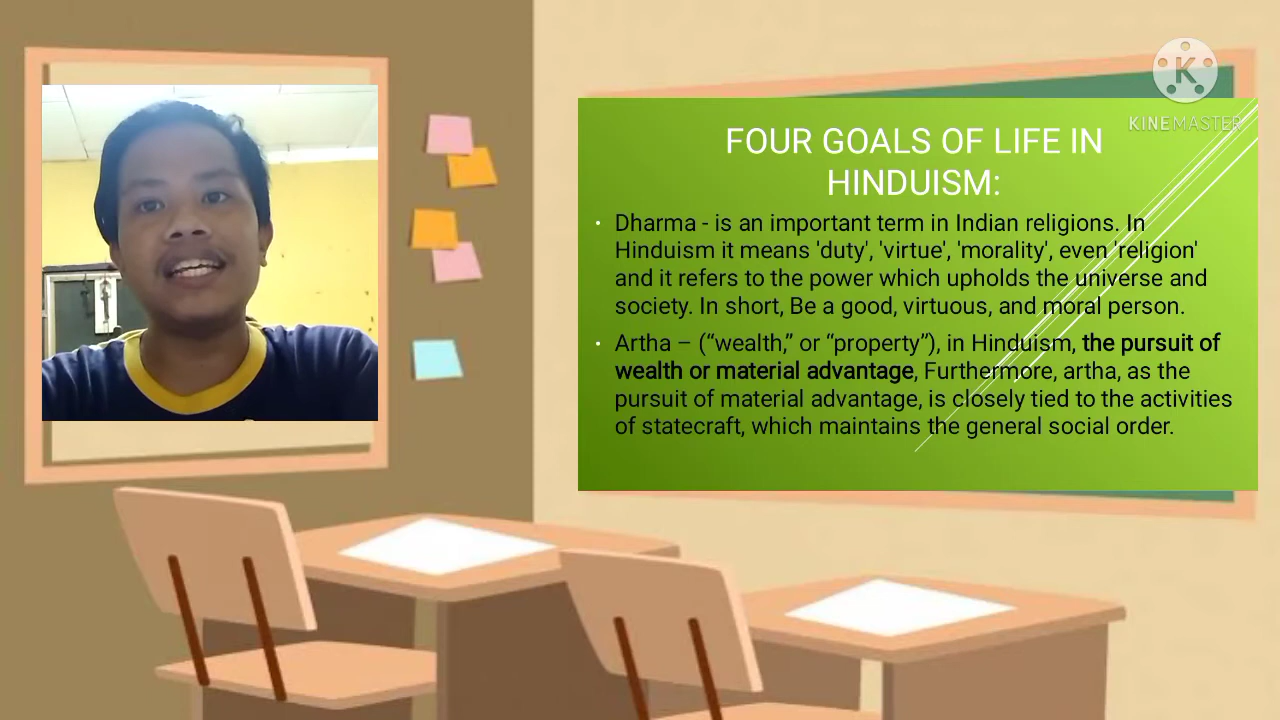 K
KINEMASTER
FOUR GOALS OF LIFE IN
HINDUISM:
• Dharma - is an important term in Indian religions. In
Hinduism it means 'duty', 'virtue', 'morality', even 'religion'
and it refers to the power which upholds the universe and
society. In short, Be a good, virtuous, and moral person.
• Artha – (“wealth,” or “property”), in Hinduism, the pursuit of
wealth or material advantage, Furthermore, artha, as the
pursuit of material advantage, is closely tied to the activities
of statecraft, which maintains the general social order.